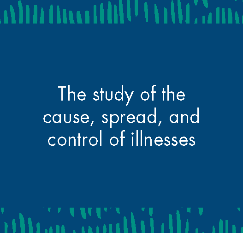 The study of the
cause, spread, and
control of illnesses